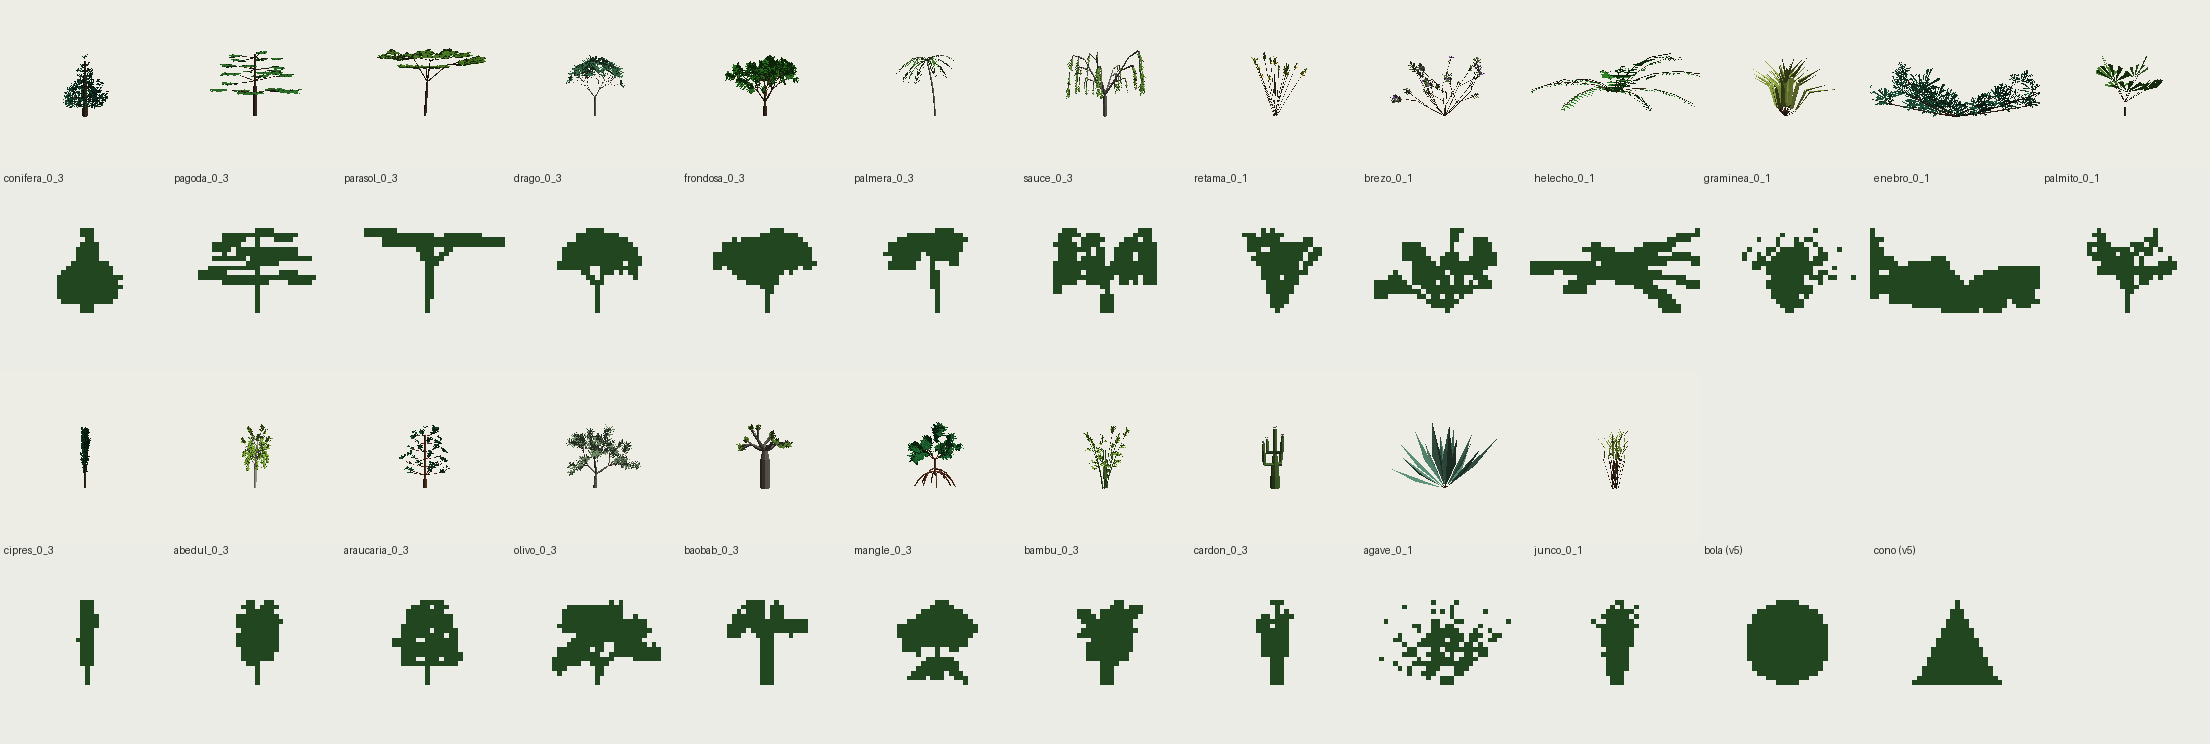 conifera_0_3 pagoda_0_3 parasol_0_3 drago_0_3 frondosa_0_3 palmera_0_3 sauce_0_3 retama_0_1 brezo_0_1 helecho_0_1 graminea_0_1 enebro_0_1 palmito_0_1
cipres_0_3 abedul_0_3 araucaria_0_3 olivo_0_3 baobab_0_3 mangle_0_3 bambu_0_3 cardon_0_3 agave_0_1 junco_0_1 bola (v5) cono (v5)